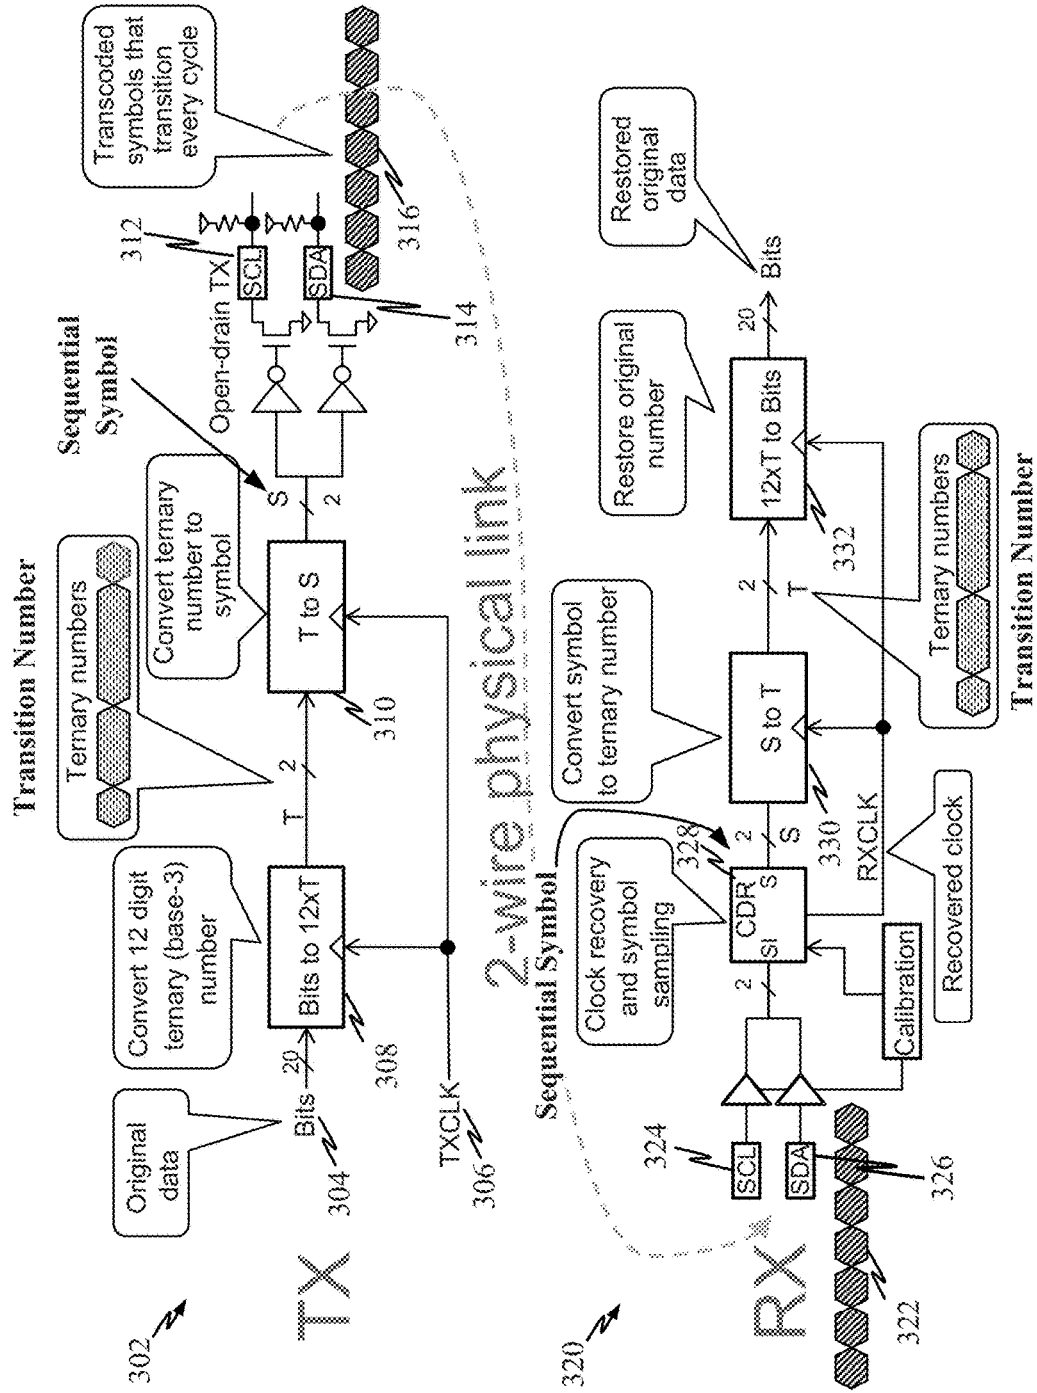 302
TX
Original
data
Bits
304
20
Convert 12 digit
ternary (base-3)
number
Bits to 12xT
308
TXCLK
306
Transition Number
Ternary numbers
T
2
Convert ternary
number to
symbol
T to S
310
Sequential
Symbol
S
2
Open-drain TX
SCL
312
SDA
314
Transcoded
symbols that
transition
every cycle
316
2-wire physical link
320
RX
322
SCL
324
SDA
326
Sequential Symbol
2
Clock recovery
and symbol
sampling
CDR
SI
S
328
Calibration
RXCLK
Recovered clock
2
S
Convert symbol
to ternary number
S to T
330
2
T
Ternary numbers
Transition Number
Restore original
number
12xT to Bits
332
20
Bits
Restored
original
data